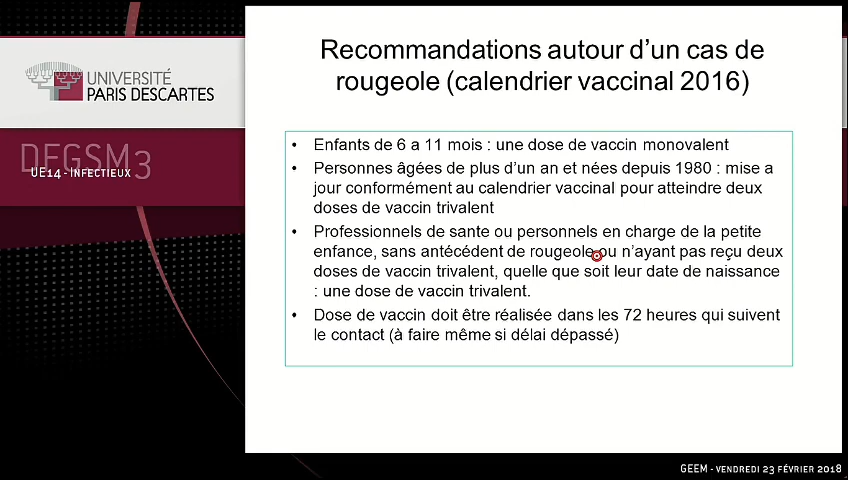 Recommandations autour d'un cas de
rougeole (calendrier vaccinal 2016)
UNIVERSITÉ
PARIS DESCARTES
DFGSM3
UE14 - INFECTIEUX
• Enfants de 6 a 11 mois : une dose de vaccin monovalent
• Personnes âgées de plus d'un an et nées depuis 1980 : mise a
jour conformément au calendrier vaccinal pour atteindre deux
doses de vaccin trivalent
• Professionnels de sante ou personnels en charge de la petite
enfance, sans antécédent de rougeole ou n'ayant pas reçu deux
doses de vaccin trivalent, quelle que soit leur date de naissance
: une dose de vaccin trivalent.
• Dose de vaccin doit être réalisée dans les 72 heures qui suivent
le contact (à faire même si délai dépassé)
GEEM - VENDREDI 23 FÉVRIER 2018